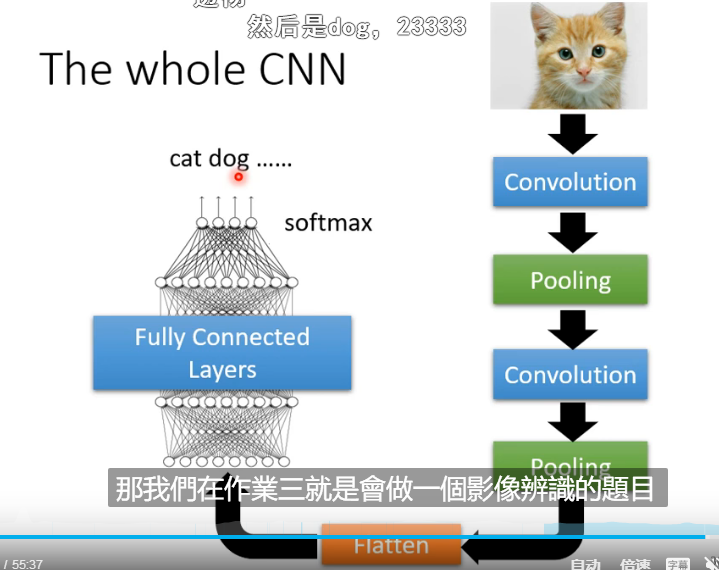 然后是dog，23333
The whole CNN
cat dog ……
softmax
Fully Connected
Layers
Convolution
Pooling
Convolution
Pooling
那我們在作業三就是會做一個影像辨識的題目
Flatten
/ 55:37
自动
倍速
字幕